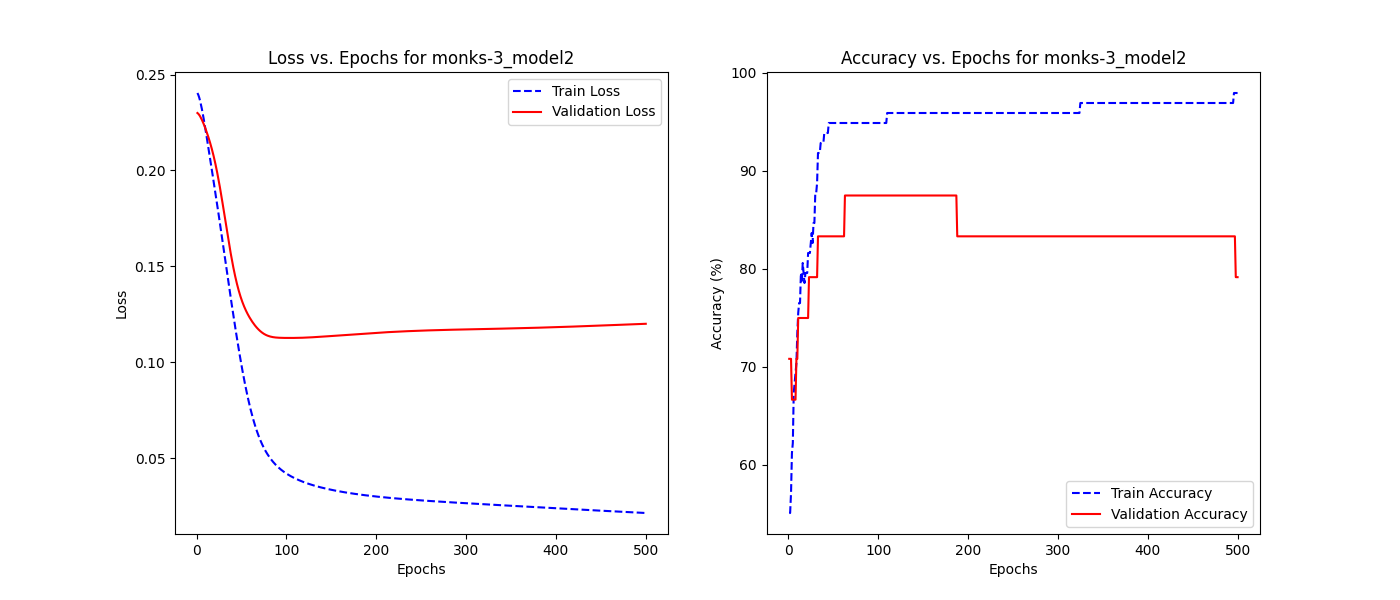 Loss vs. Epochs for monks-3_model2
0.25
0.20
0.15
0.10
0.05
Loss
0
100
200
300
400
500
Epochs
Train Loss
Validation Loss
Accuracy vs. Epochs for monks-3_model2
100
90
80
70
60
Accuracy (%)
0
100
200
300
400
500
Epochs
Train Accuracy
Validation Accuracy